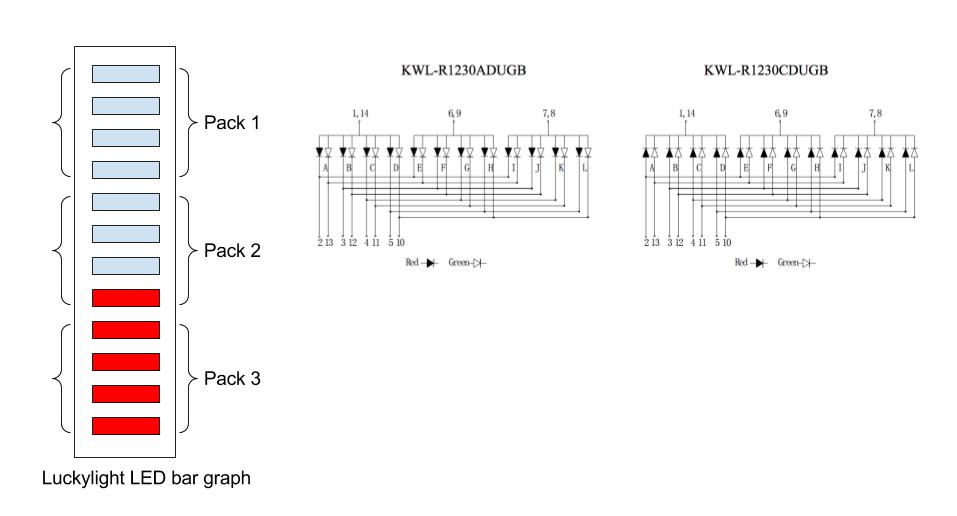 Pack 1
Pack 2
Pack 3
Luckylight LED bar graph
KWL-R1230ADUGB
1,14 6,9 7,8
A B C D E F G H I J K L
2 13 3 12 4 11 5 10
Red Green
KWL-R1230CDUGB
1,14 6,9 7,8
A B C D E F G H I J K L
2 13 3 12 4 11 5 10
Red Green